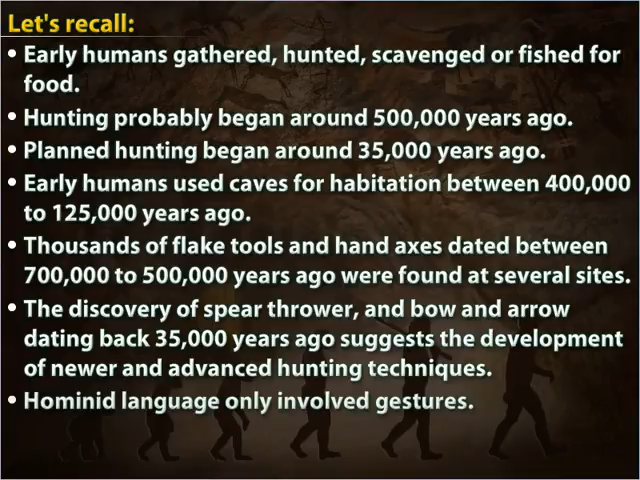 Let's recall:
• Early humans gathered, hunted, scavenged or fished for
food.
• Hunting probably began around 500,000 years ago.
• Planned hunting began around 35,000 years ago.
• Early humans used caves for habitation between 400,000
to 125,000 years ago.
• Thousands of flake tools and hand axes dated between
700,000 to 500,000 years ago were found at several sites.
• The discovery of spear thrower, and bow and arrow
dating back 35,000 years ago suggests the development
of newer and advanced hunting techniques.
• Hominid language only involved gestures.